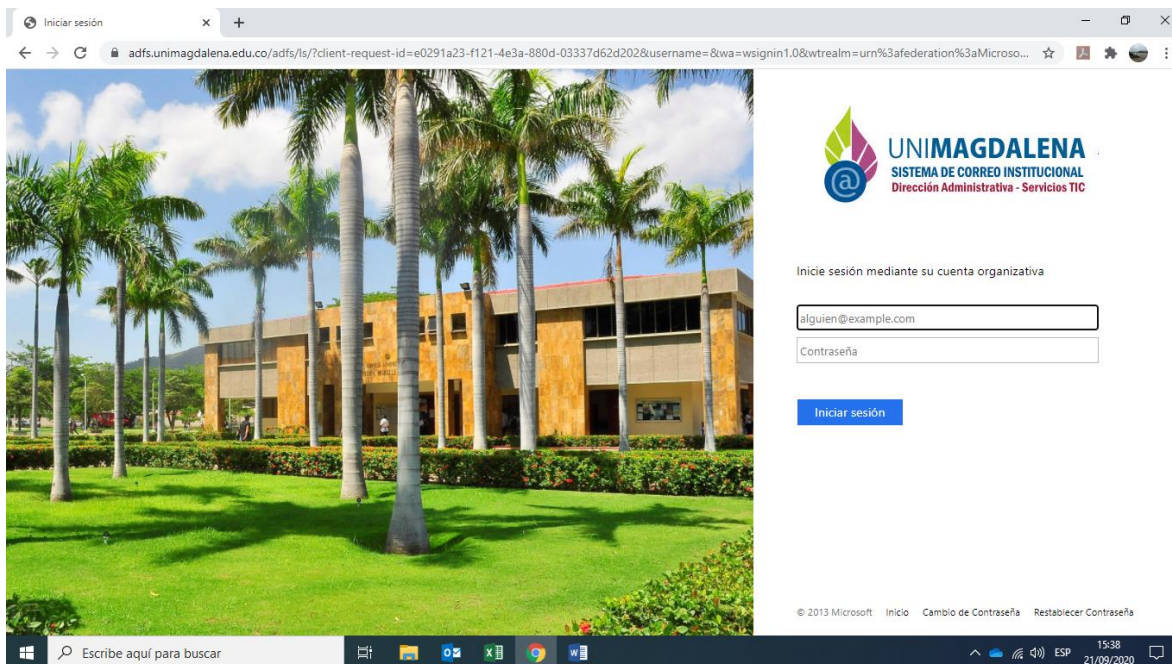 Iniciar sesión
adfs.unimagdalena.edu.co/adfs/ls/?client-request-id=e0291a23-f121-4e3a-880d-03337d62d202&username=&wa=wsignin1.0&wtrealm=urn%3afederation%3aMicroso...
UNIMAGDALENA
SISTEMA DE CORREO INSTITUCIONAL
Dirección Administrativa - Servicios TIC
Inicie sesión mediante su cuenta organizativa
alguien@example.com
Contraseña
Iniciar sesión
© 2013 Microsoft Inicio Cambio de Contraseña Restablecer Contraseña
Escribe aquí para buscar
ESP
15:38
21/09/2020